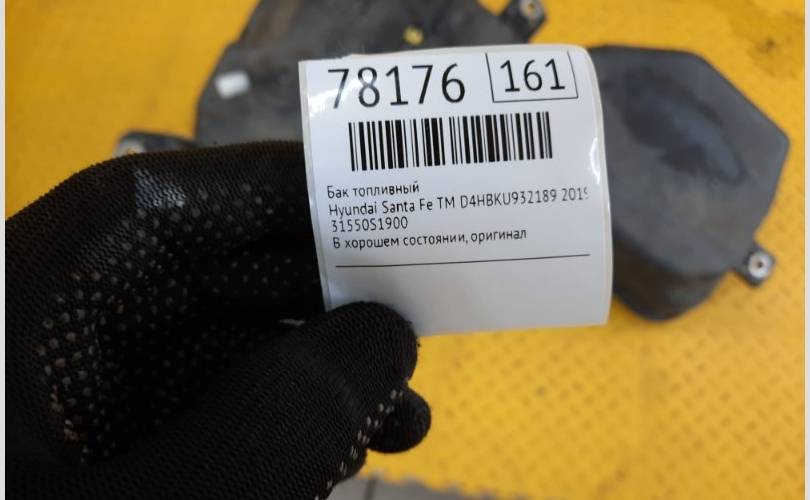 78176 161
Бак топливный
Hyundai Santa Fe TM D4HBKU932189 2019
31550S1900
В хорошем состоянии, оригинал